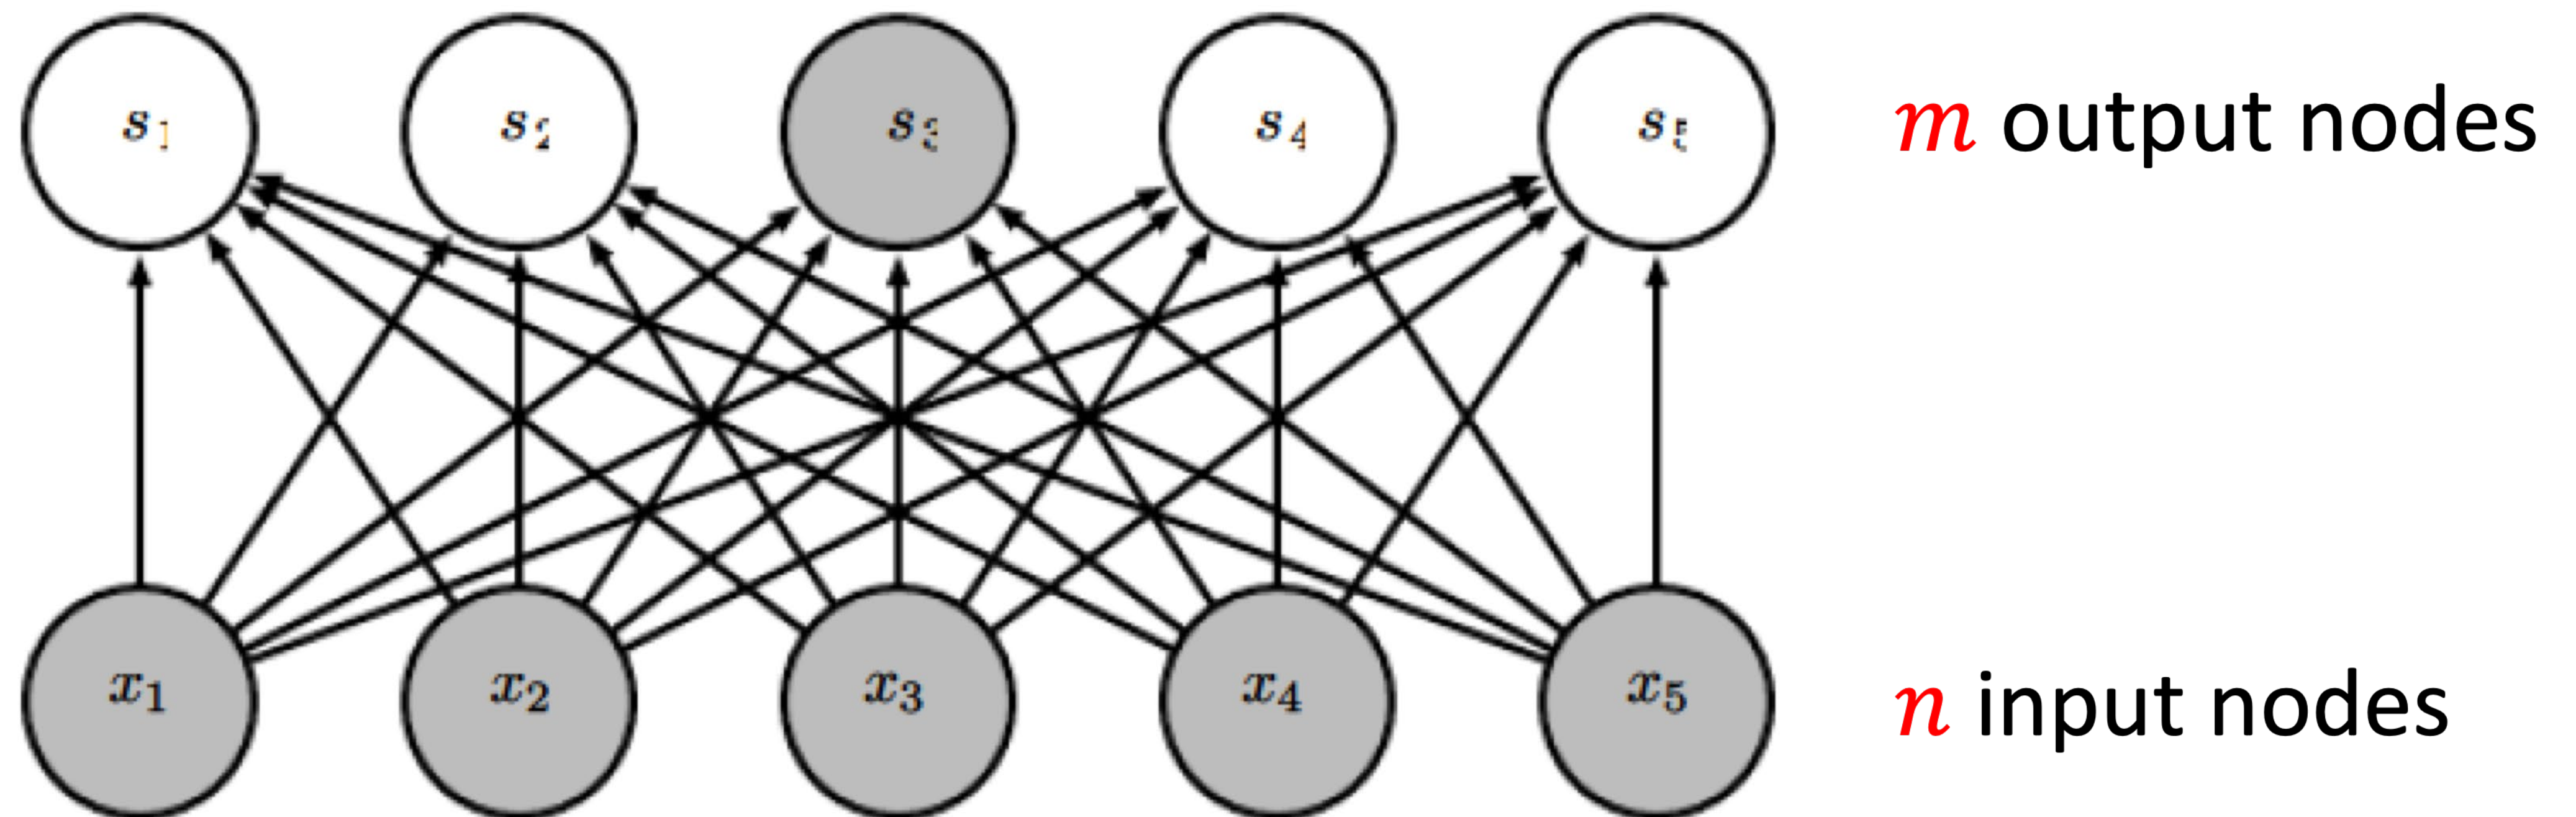 s1 s2 s3 s4 s5 m output nodes
x1 x2 x3 x4 x5 n input nodes